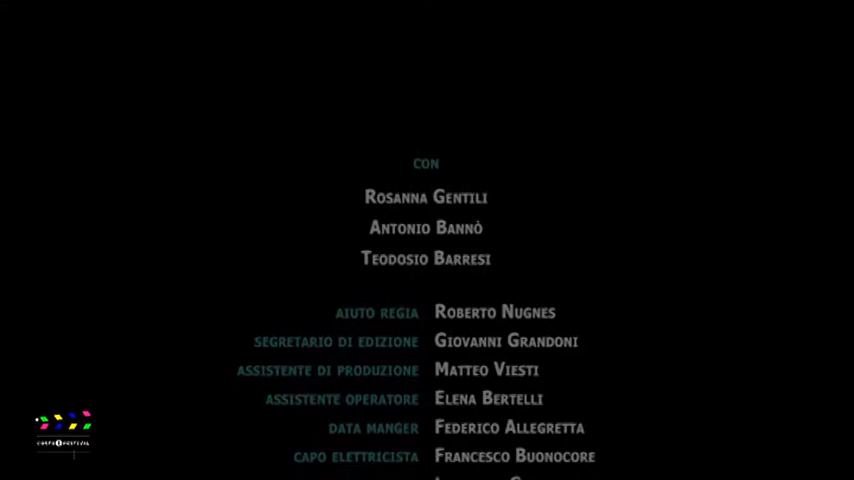 CON
ROSANNA GENTILI
ANTONIO BANNÒ
TEODOSIO BARRESI
AIUTO REGIA ROBERTO NUGNES
SEGRETARIO DI EDIZIONE GIOVANNI GRANDONI
ASSISTENTE DI PRODUZIONE MATTEO VIESTI
ASSISTENTE OPERATORE ELENA BERTELLI
DATA MANGER FEDERICO ALLEGRETTA
CAPO ELETTRICISTA FRANCESCO BUONOCORE